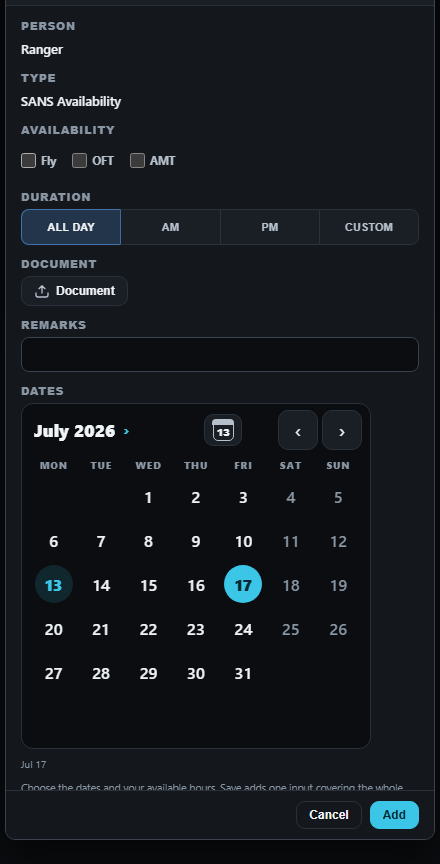 PERSON
Ranger
TYPE
SANS Availability
AVAILABILITY
Fly OFT AMT
DURATION
ALL DAY AM PM CUSTOM
DOCUMENT
Document
REMARKS
DATES
July 2026 › 13 ‹ ›
MON TUE WED THU FRI SAT SUN
1 2 3 4 5
6 7 8 9 10 11 12
13 14 15 16 17 18 19
20 21 22 23 24 25 26
27 28 29 30 31
Jul 17
Choose the dates and your available hours. Save adds one input covering the whole
Cancel Add